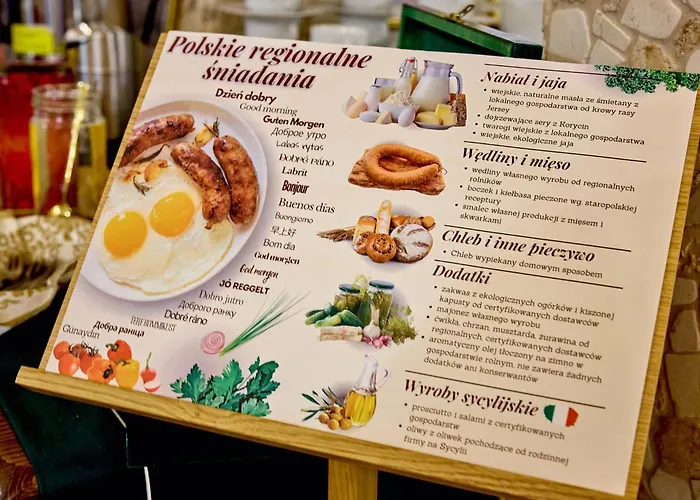 Polskie regionalne
śniadania
Dzień dobry
Good morning
Guten Morgen
Доброе утро
Labas rytas
Dobré ráno
Labrīt
Bonjour
Buenos días
Buongiorno
早上好
Bom dia
God morgen
God morgen
JÓ REGGELT
Dobro jutro
Доброго ранку
Dobré ráno
TERE HOMMIKUST
Добра раница
Günaydın
Nabiał i jaja
• wiejskie, naturalne masła ze śmietany z
lokalnego gospodarstwa od krowy rasy
Jersey
• dojrzewające sery z Korycin
• twarogi wiejskie z lokalnego gospodarstwa
• wiejskie, ekologiczne jaja
Wędliny i mięso
• wędliny własnego wyrobu od regionalnych
rolników
• boczek i kiełbasa pieczone wg. staropolskiej
receptury
• smalec własnej produkcji z mięsem i
skwarkami
Chleb i inne pieczywo
• Chleb wypiekany domowym sposobem
Dodatki
• zakwas z ekologicznych ogórków i kiszonej
kapusty od certyfikowanych dostawców
• majonez własnego wyrobu
• ćwikła, chrzan, musztarda, żurawina od
regionalnych, certyfikowanych dostawców
• aromatyczny olej tłoczony na zimno w
gospodarstwie rolnym, nie zawiera żadnych
dodatków ani konserwantów
Wyroby sycylijskie
• prosciutto i salami z certyfikowanych
gospodarstw
• oliwy z oliwek pochodzące od rodzinnej
firmy na Sycylii